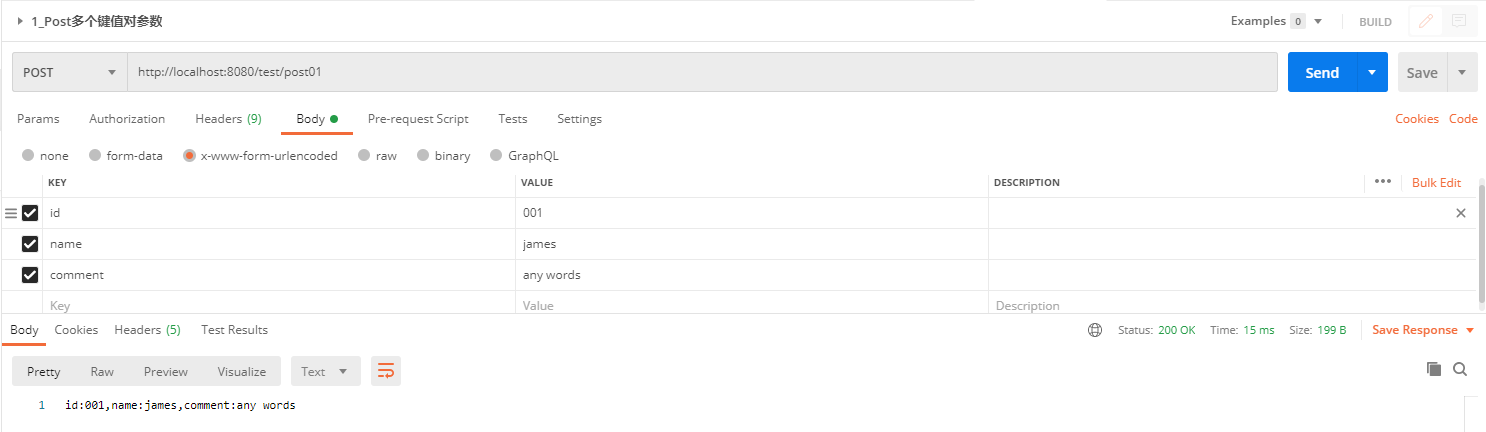 1_Post多个键值对参数 Examples 0 BUILD
POST http://localhost:8080/test/post01 Send Save
Params Authorization Headers (9) Body Pre-request Script Tests Settings Cookies Code
none form-data x-www-form-urlencoded raw binary GraphQL
KEY VALUE DESCRIPTION ••• Bulk Edit
id 001
name james
comment any words
Key Value Description
Body Cookies Headers (5) Test Results Status: 200 OK Time: 15 ms Size: 199 B Save Response
Pretty Raw Preview Visualize Text
1 id:001,name:james,comment:any words